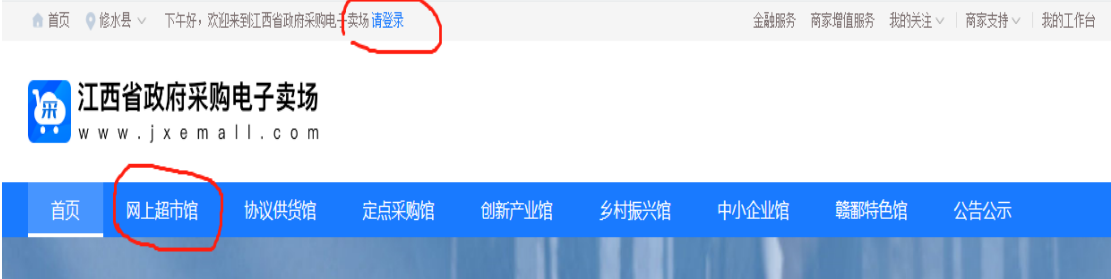 首页 修水县 下午好，欢迎来到江西省政府采购电子卖场 请登录 金融服务 商家增值服务 我的关注 商家支持 我的工作台
采 江西省政府采购电子卖场
www.jxemall.com
首页 网上超市馆 协议供货馆 定点采购馆 创新产业馆 乡村振兴馆 中小企业馆 赣鄱特色馆 公告公示